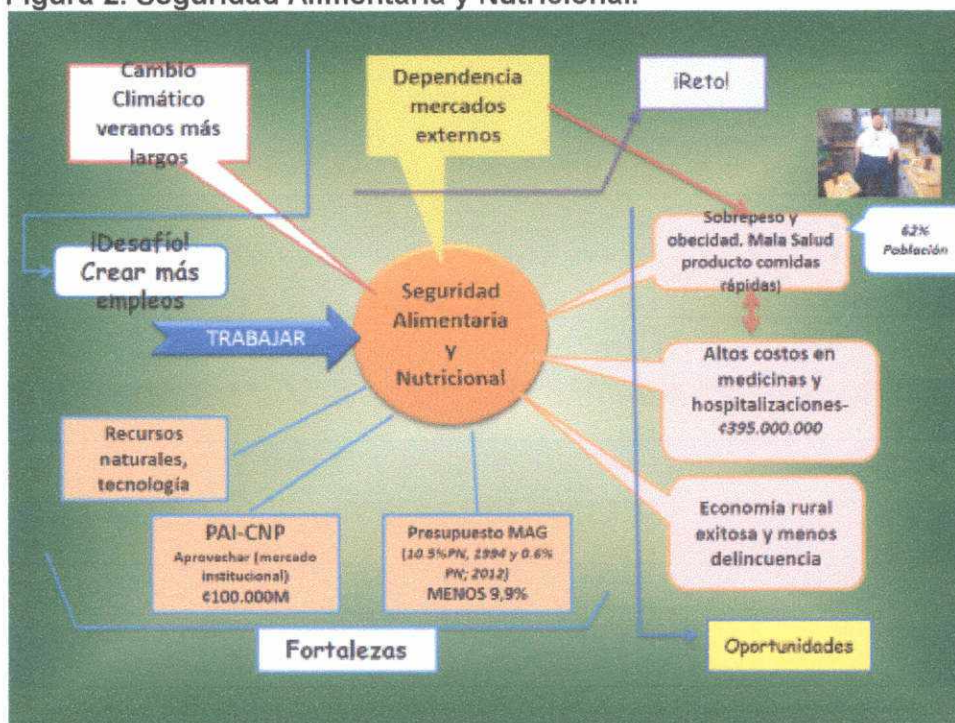 Figura 2. Seguridad Alimentaria y Nutricional.
Cambio
Climático
veranos más
largos
Dependencia
mercados
externos
¡Reto!
¡Desafío!
Crear más
empleos
TRABAJAR
Seguridad
Alimentaria
y
Nutricional
Sobrepeso y
obecidad. Mala Salud
producto comidas
rápidas)
62%
Población
Altos costos en
medicinas y
hospitalizaciones-
¢395.000.000
Economía rural
exitosa y menos
delincuencia
Recursos
naturales,
tecnología
PAI-CNP
Aprovechar (mercado
institucional)
¢100.000M
Presupuesto MAG
(10.5%PN, 1994 y 0.6%
PN; 2012)
MENOS 9,9%
Fortalezas
Oportunidades